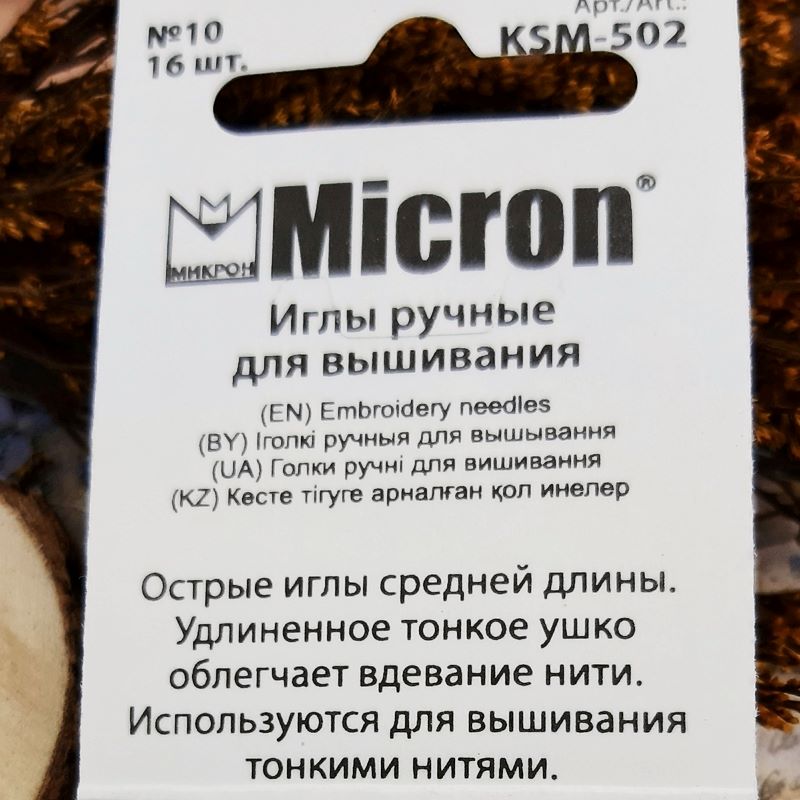 №10
16 шт.
Арт./Art.:
KSM-502
МИКРОН
Micron®
Иглы ручные
для вышивания
(EN) Embroidery needles
(BY) Іголкі ручныя для вышывання
(UA) Голки ручні для вишивання
(KZ) Кесте тігуге арналған қол инелер
Острые иглы средней длины.
Удлиненное тонкое ушко
облегчает вдевание нити.
Используются для вышивания
тонкими нитями.